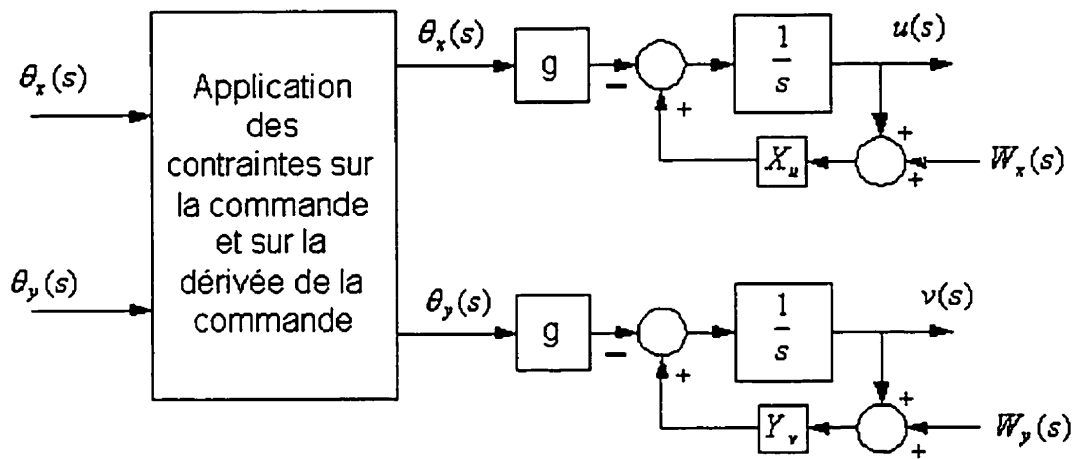 θx(s)
θy(s)
Application
des
contraintes sur
la commande
et sur la
dérivée de la
commande
θx(s)
g
−
+
1
s
u(s)
Xu
+
+
Wx(s)
θy(s)
g
−
+
1
s
v(s)
Yv
+
+
Wy(s)